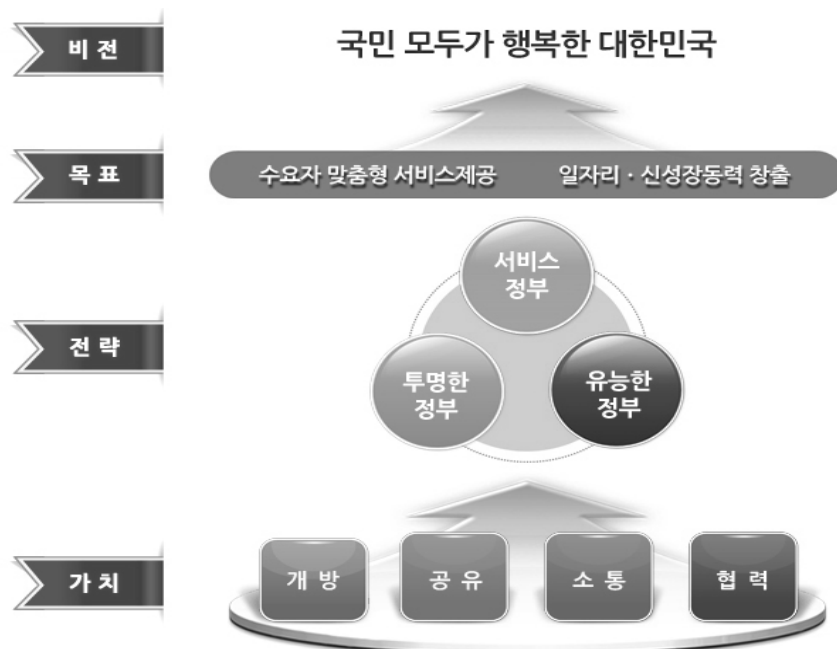 비 전
국민 모두가 행복한 대한민국
목 표
수요자 맞춤형 서비스제공
일자리 · 신성장동력 창출
전 략
서비스
정부
투명한
정부
유능한
정부
가 치
개 방
공 유
소 통
협 력